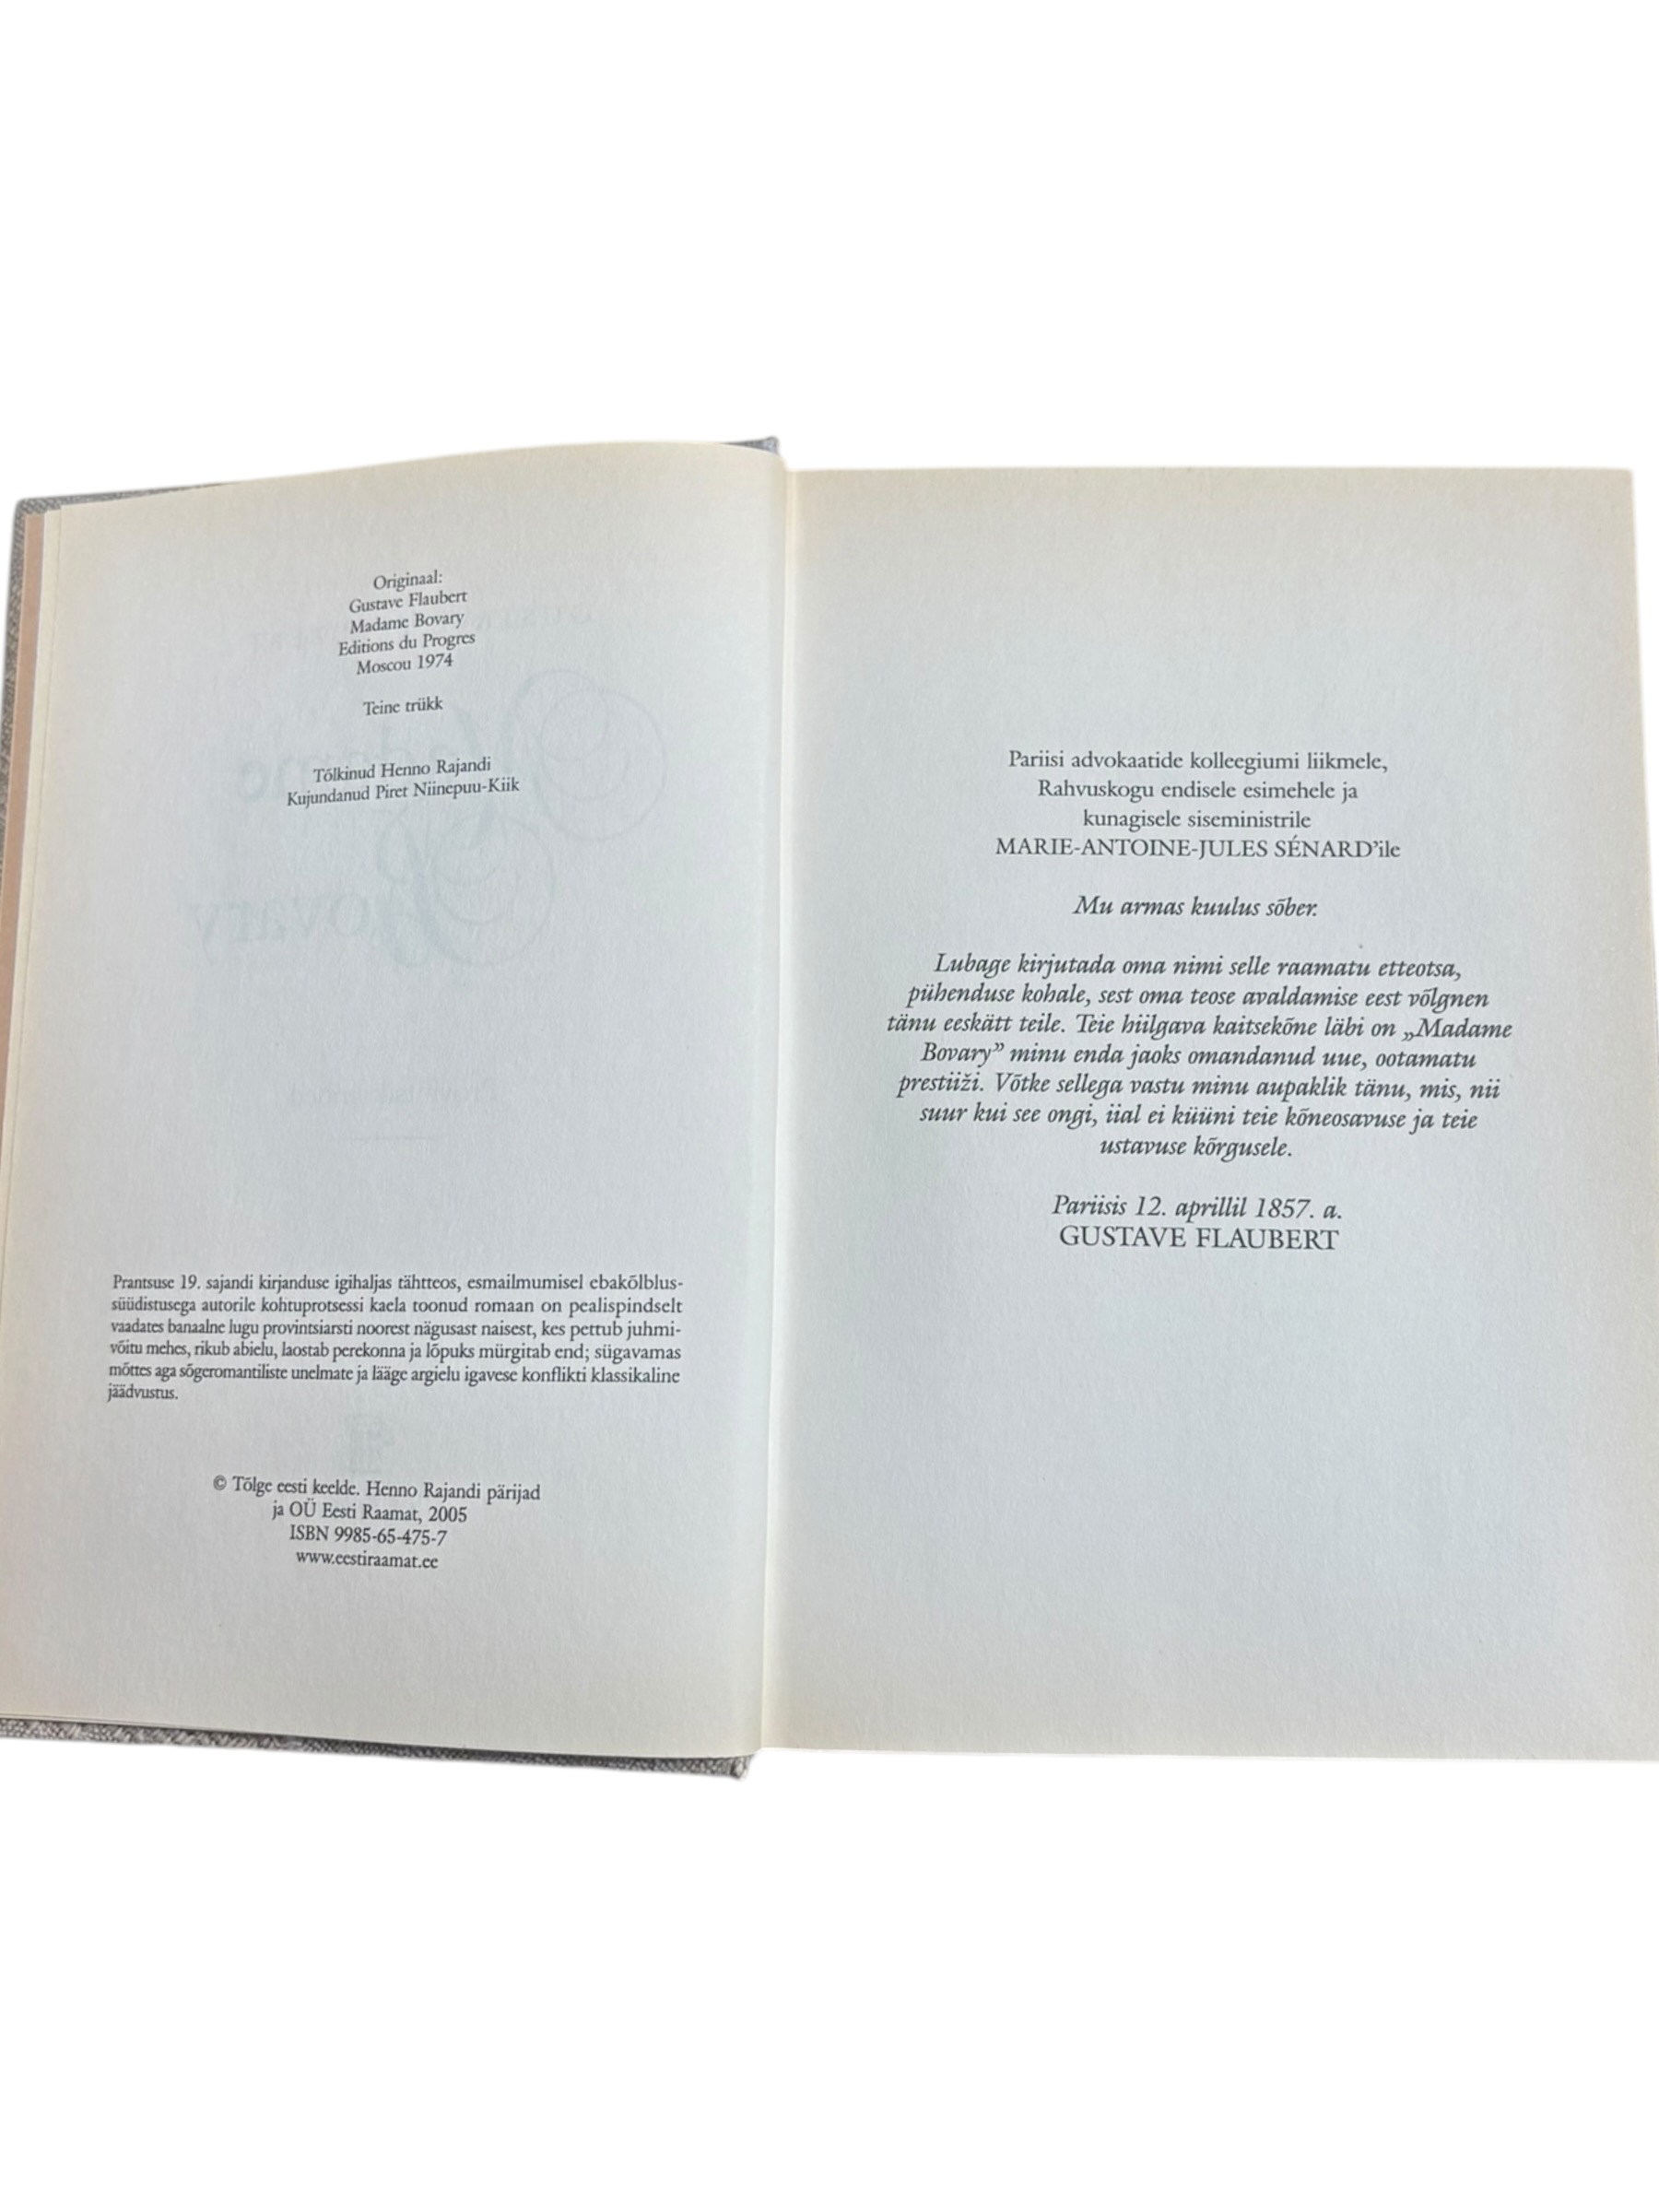 Originaal:
Gustave Flaubert
Madame Bovary
Editions du Progres
Moscou 1974
Teine trükk
Tõlkinud Henno Rajandi
Kujundanud Piret Niinepuu-Kiik
Prantsuse 19. sajandi kirjanduse igihaljas tähtteos, esmailmumisel ebakõlblus-
süüdistusega autorile kohtuprotsessi kaela toonud romaan on pealispindselt
vaadates banaalne lugu provintsiarsti noorest nägusast naisest, kes pettub juhmi-
võitu mehes, rikub abielu, laostab perekonna ja lõpuks mürgitab end; sügavamas
mõttes aga sõgeromantiliste unelmate ja lääge argielu igavese konflikti klassikaline
jäädvustus.
© Tõlge eesti keelde. Henno Rajandi pärijad
ja OÜ Eesti Raamat, 2005
ISBN 9985-65-475-7
www.eestiraamat.ee
Pariisi advokaatide kolleegiumi liikmele,
Rahvuskogu endisele esimehele ja
kunagisele siseministrile
MARIE-ANTOINE-JULES SÉNARD’ile
Mu armas kuulus sõber.
Lubage kirjutada oma nimi selle raamatu etteotsa,
pühenduse kohale, sest oma teose avaldamise eest võlgnen
tänu eeskätt teile. Teie hiilgava kaitsekõne läbi on „Madame
Bovary” minu enda jaoks omandanud uue, ootamatu
prestiiži. Võtke sellega vastu minu aupaklik tänu, mis, nii
suur kui see ongi, iial ei küüni teie kõneosavuse ja teie
ustavuse kõrgusele.
Pariisis 12. aprillil 1857. a.
GUSTAVE FLAUBERT